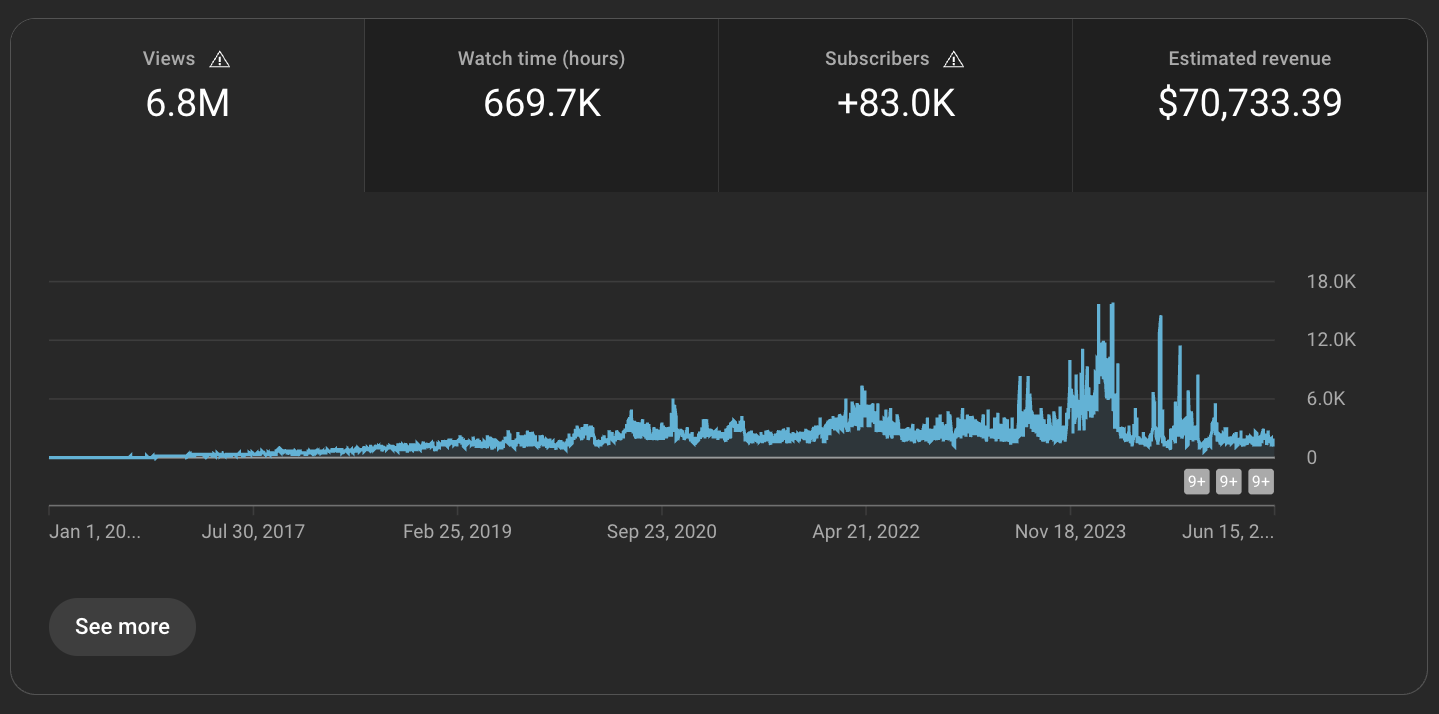 Views
6.8M
Watch time (hours)
669.7K
Subscribers
+83.0K
Estimated revenue
$70,733.39
18.0K
12.0K
6.0K
0
9+ 9+ 9+
Jan 1, 20... Jul 30, 2017 Feb 25, 2019 Sep 23, 2020 Apr 21, 2022 Nov 18, 2023 Jun 15, 2...
See more